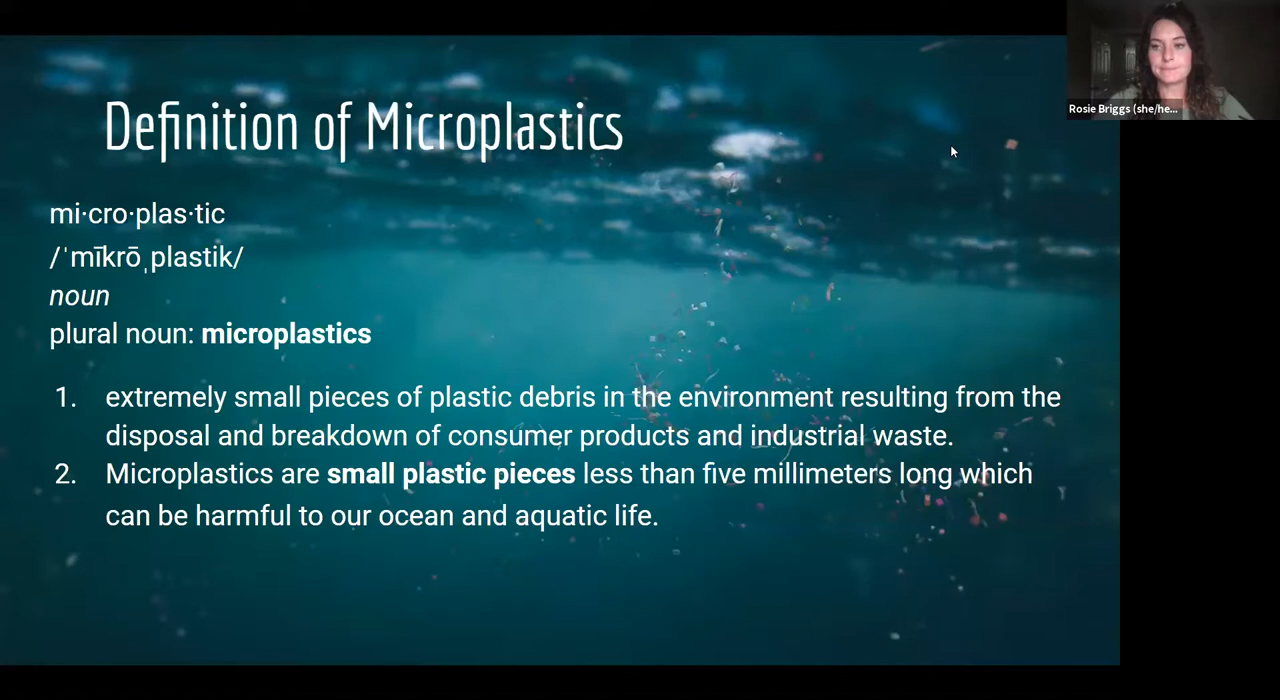 Definition of Microplastics
Rosie Briggs (she/he...
mi·cro·plas·tic
/ˈmīkrōˌplastik/
noun
plural noun: microplastics
1. extremely small pieces of plastic debris in the environment resulting from the
disposal and breakdown of consumer products and industrial waste.
2. Microplastics are small plastic pieces less than five millimeters long which
can be harmful to our ocean and aquatic life.